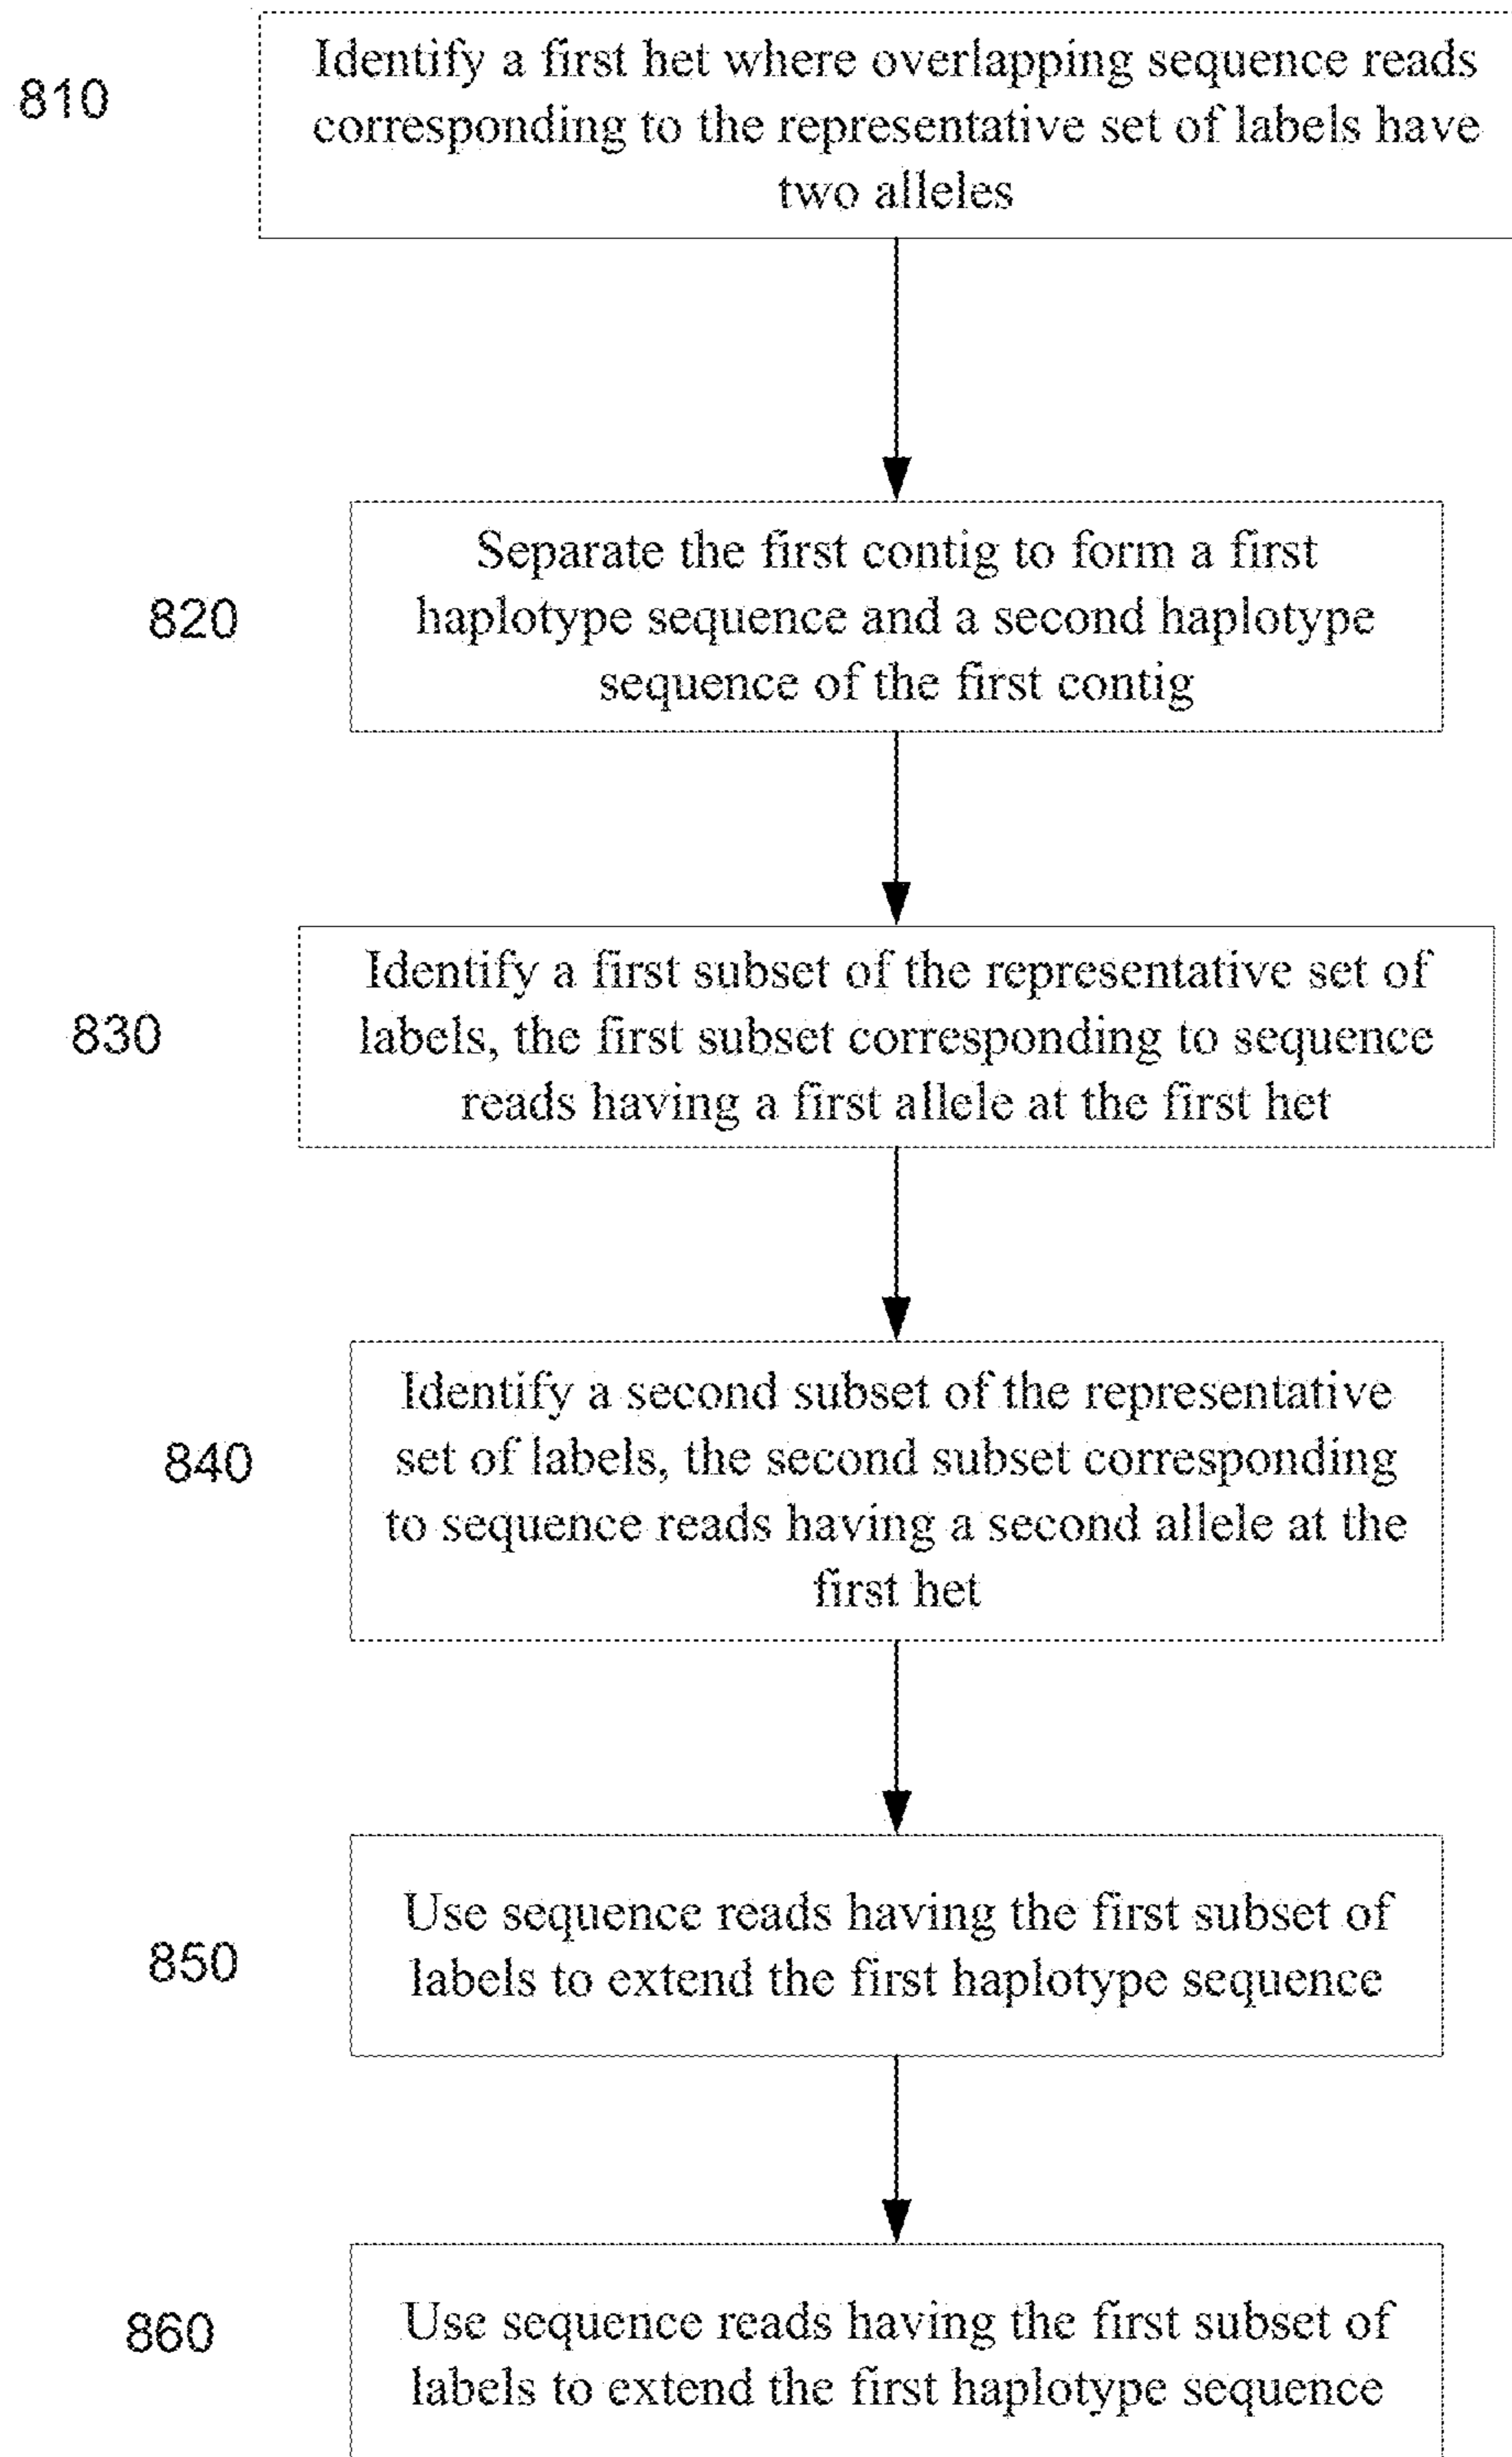 810
Identify a first het where overlapping sequence reads
corresponding to the representative set of labels have
two alleles
820
Separate the first contig to form a first
haplotype sequence and a second haplotype
sequence of the first contig
830
Identify a first subset of the representative set of
labels, the first subset corresponding to sequence
reads having a first allele at the first het
840
Identify a second subset of the representative
set of labels, the second subset corresponding
to sequence reads having a second allele at the
first het
850
Use sequence reads having the first subset of
labels to extend the first haplotype sequence
860
Use sequence reads having the first subset of
labels to extend the first haplotype sequence